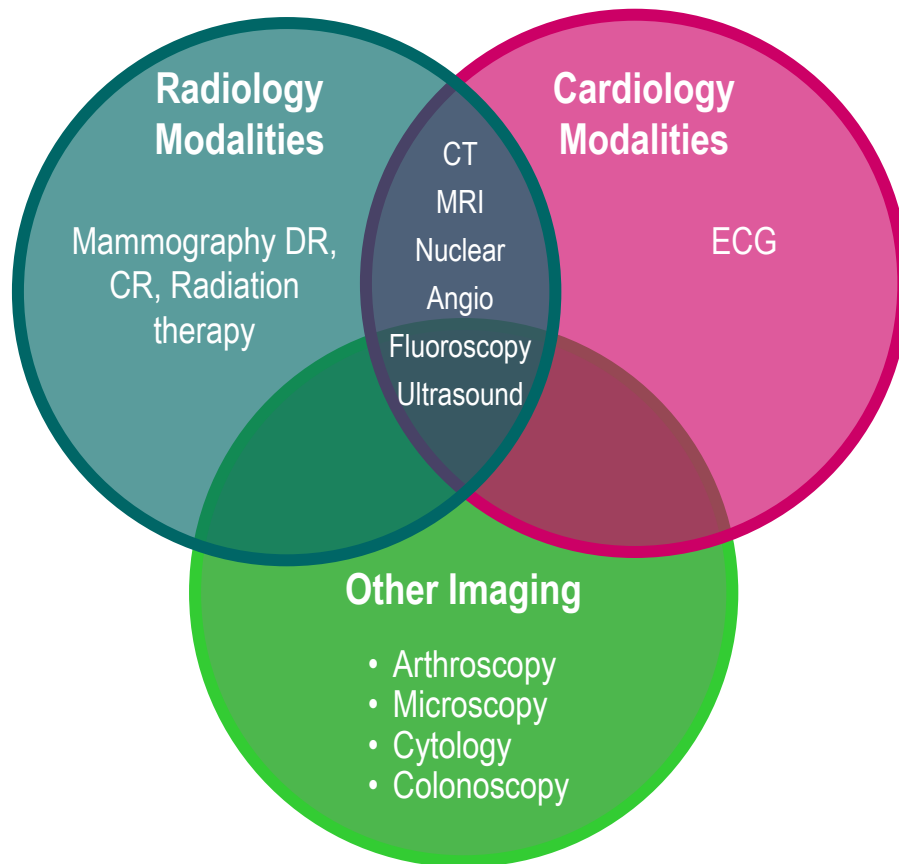 Radiology
Modalities
Mammography DR,
CR, Radiation
therapy
CT
MRI
Nuclear
Angio
Fluoroscopy
Ultrasound
Cardiology
Modalities
ECG
Other Imaging
• Arthroscopy
• Microscopy
• Cytology
• Colonoscopy